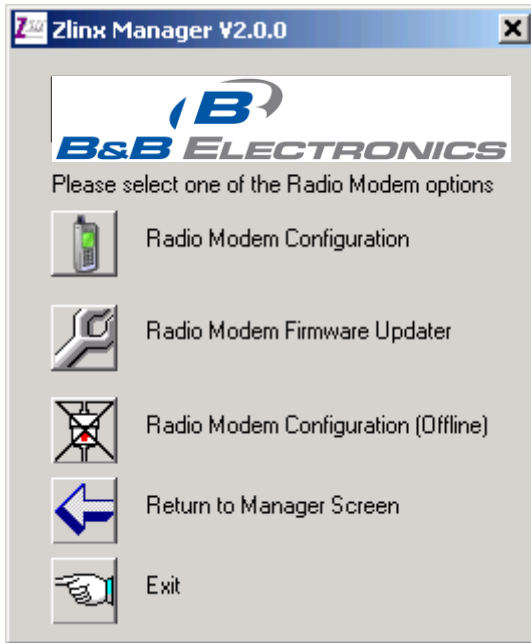 Zlinx Manager V2.0.0
B
B&B ELECTRONICS
Please select one of the Radio Modem options
Radio Modem Configuration
Radio Modem Firmware Updater
Radio Modem Configuration (Offline)
Return to Manager Screen
Exit